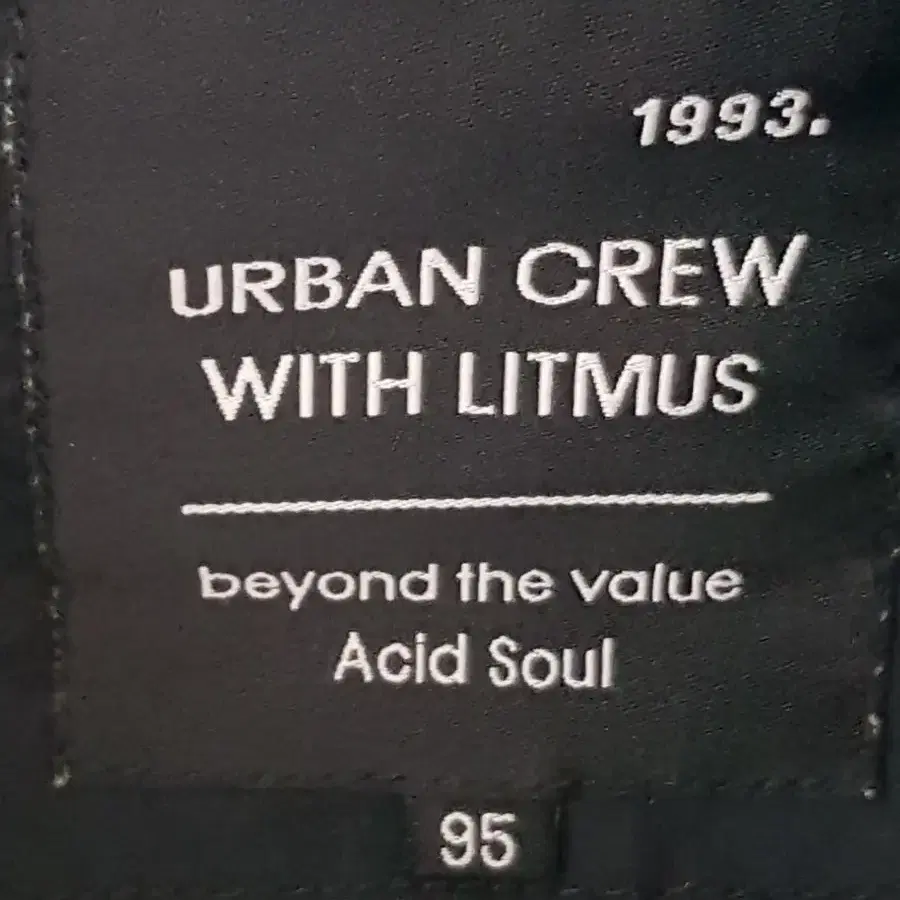 1993.
URBAN CREW
WITH LITMUS
beyond the value
Acid Soul
95